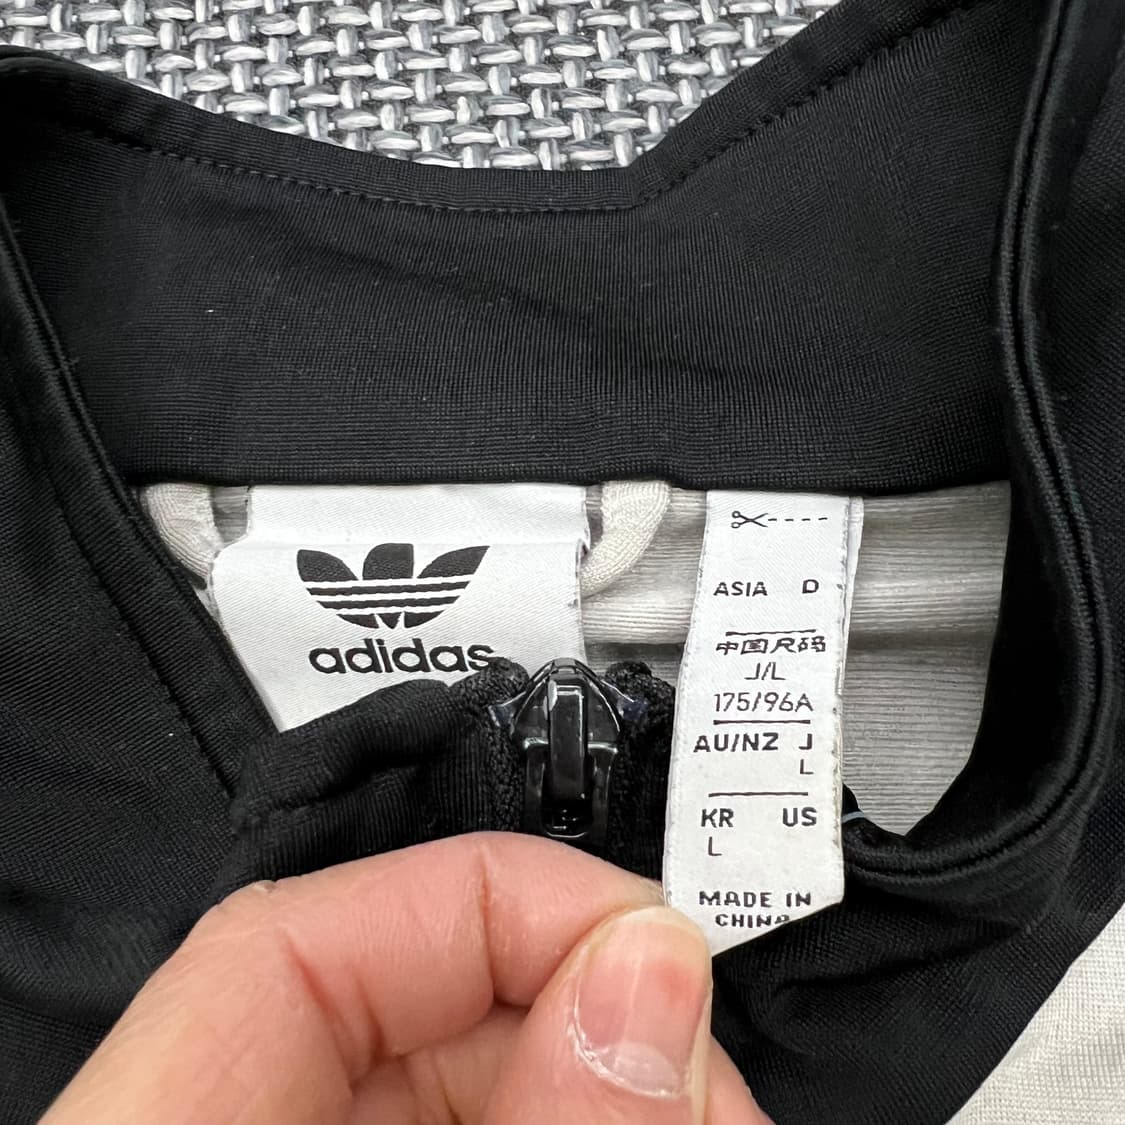 adidas
ASIA D
中国尺码
J/L
175/96A
AU/NZ J
L
KR US
L
MADE IN
CHINA